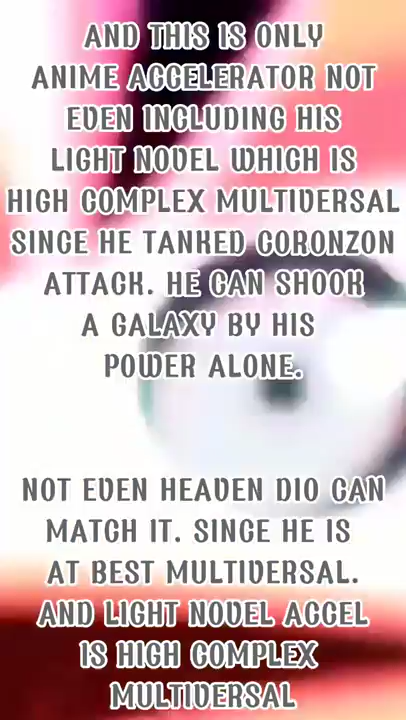 AND THIS IS ONLY
ANIME ACCELERATOR NOT
EVEN INCLUDING HIS
LIGHT NOVEL WHICH IS
HIGH COMPLEX MULTIVERSAL
SINCE HE TANKED CORONZON
ATTACK. HE CAN SHOOK
A GALAXY BY HIS
POWER ALONE.
NOT EVEN HEAVEN DIO CAN
MATCH IT. SINCE HE IS
AT BEST MULTIVERSAL.
AND LIGHT NOVEL ACCEL
IS HIGH COMPLEX
MULTIVERSAL